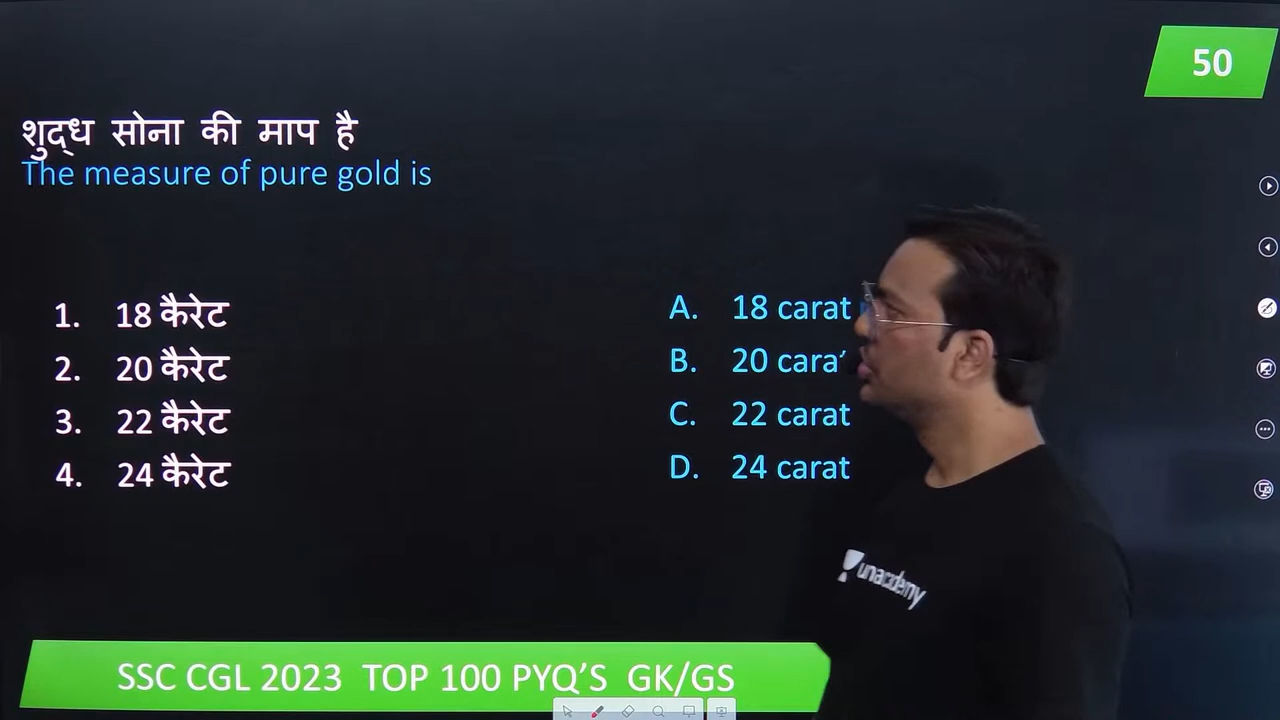 50
शुद्ध सोना की माप है
The measure of pure gold is
1. 18 कैरेट
2. 20 कैरेट
3. 22 कैरेट
4. 24 कैरेट
A. 18 carat
B. 20 cara
C. 22 carat
D. 24 carat
unacademy
SSC CGL 2023 TOP 100 PYQ'S GK/GS